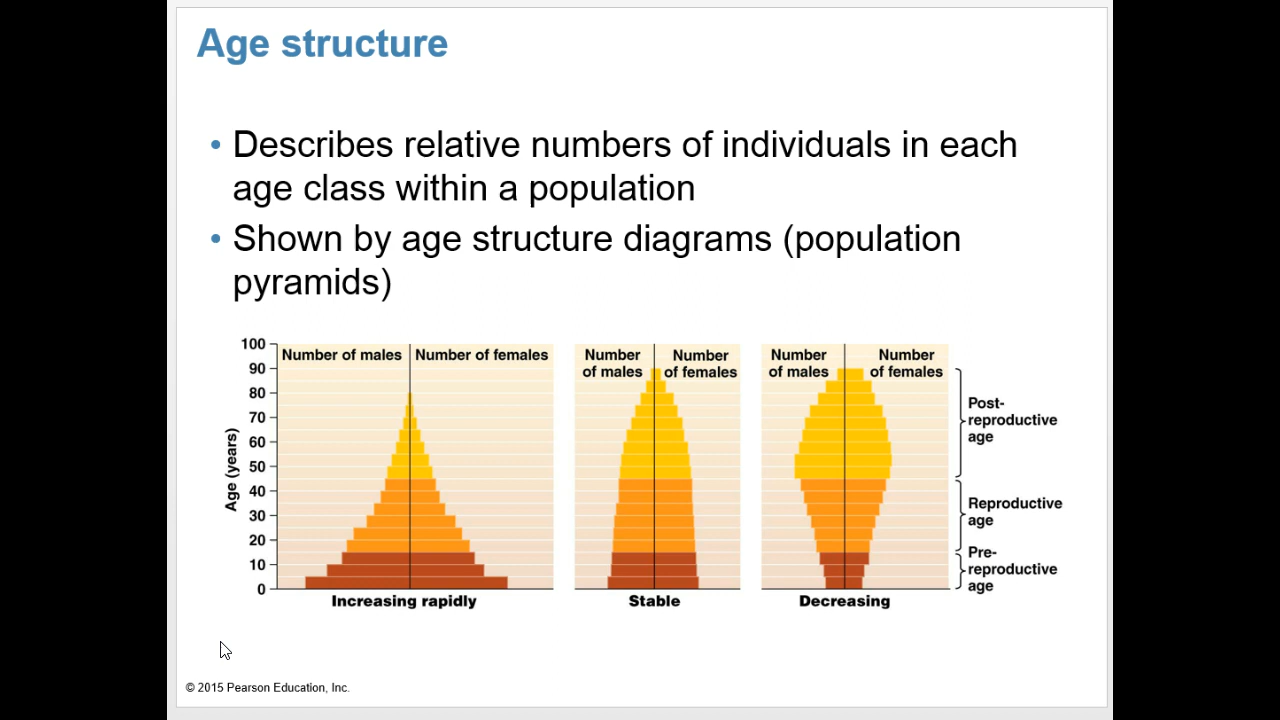 Age structure
• Describes relative numbers of individuals in each
age class within a population
• Shown by age structure diagrams (population
pyramids)
100
90
80
70
60
50
40
30
20
10
0
Age (years)
Number of males
Number of females
Increasing rapidly
Number
of males
Number
of females
Stable
Number
of males
Number
of females
Decreasing
Post-
reproductive
age
Reproductive
age
Pre-
reproductive
age
© 2015 Pearson Education, Inc.